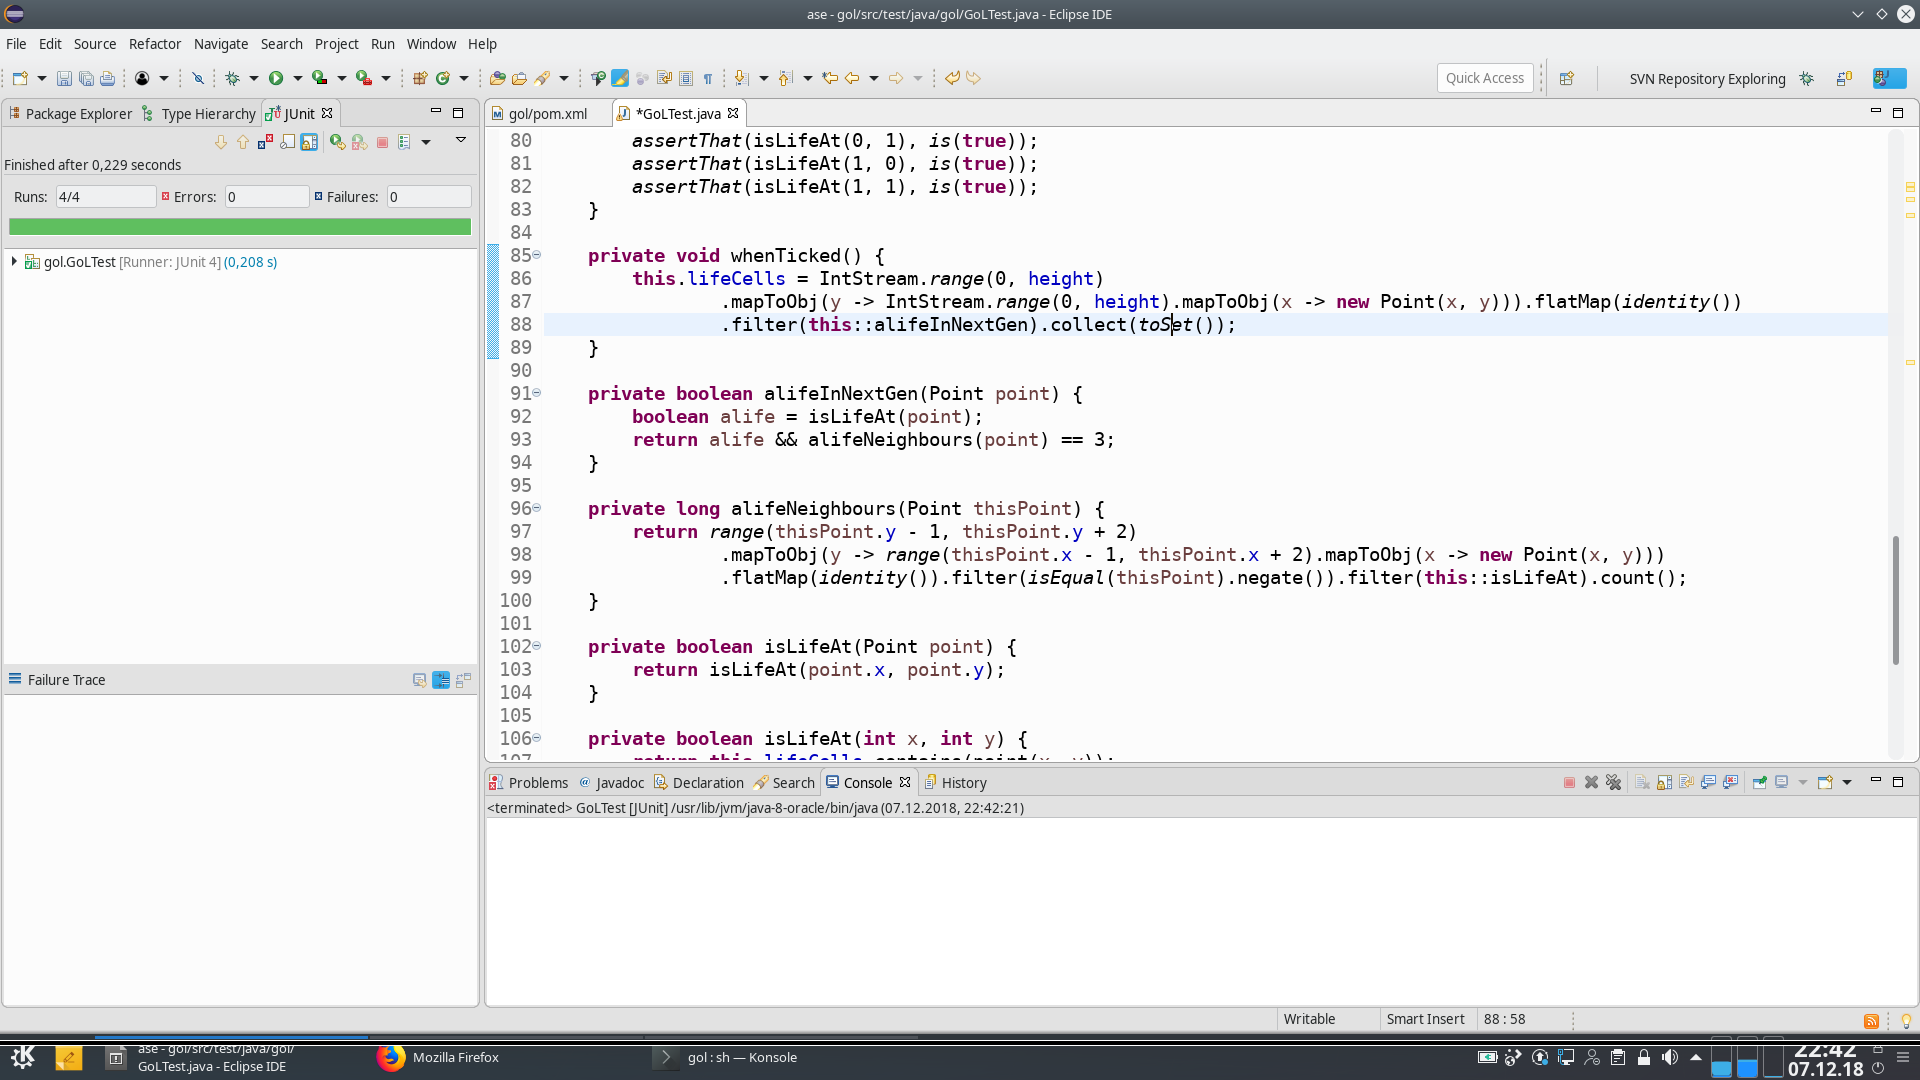 ase - gol/src/test/java/gol/GoLTest.java - Eclipse IDE
File Edit Source Refactor Navigate Search Project Run Window Help
Quick Access
SVN Repository Exploring
Package Explorer Type Hierarchy JUnit
gol/pom.xml *GoLTest.java
Finished after 0,229 seconds
Runs: 4/4 Errors: 0 Failures: 0
gol.GoLTest [Runner: JUnit 4] (0,208 s)
Failure Trace
80 assertThat(isLifeAt(0, 1), is(true));
81 assertThat(isLifeAt(1, 0), is(true));
82 assertThat(isLifeAt(1, 1), is(true));
83 }
84
85 private void whenTicked() {
86 this.lifeCells = IntStream.range(0, height)
87 .mapToObj(y -> IntStream.range(0, height).mapToObj(x -> new Point(x, y))).flatMap(identity())
88 .filter(this::alifeInNextGen).collect(toSet());
89 }
90
91 private boolean alifeInNextGen(Point point) {
92 boolean alife = isLifeAt(point);
93 return alife && alifeNeighbours(point) == 3;
94 }
95
96 private long alifeNeighbours(Point thisPoint) {
97 return range(thisPoint.y - 1, thisPoint.y + 2)
98 .mapToObj(y -> range(thisPoint.x - 1, thisPoint.x + 2).mapToObj(x -> new Point(x, y)))
99 .flatMap(identity()).filter(isEqual(thisPoint).negate()).filter(this::isLifeAt).count();
100 }
101
102 private boolean isLifeAt(Point point) {
103 return isLifeAt(point.x, point.y);
104 }
105
106 private boolean isLifeAt(int x, int y) {
107 return this.lifeCells.contains(point(x, y));
Problems Javadoc Declaration Search Console History
<terminated> GoLTest [JUnit] /usr/lib/jvm/java-8-oracle/bin/java (07.12.2018, 22:42:21)
Writable Smart Insert 88 : 58
ase - gol/src/test/java/gol/
GoLTest.java - Eclipse IDE
Mozilla Firefox
gol : sh — Konsole
22:42
07.12.18